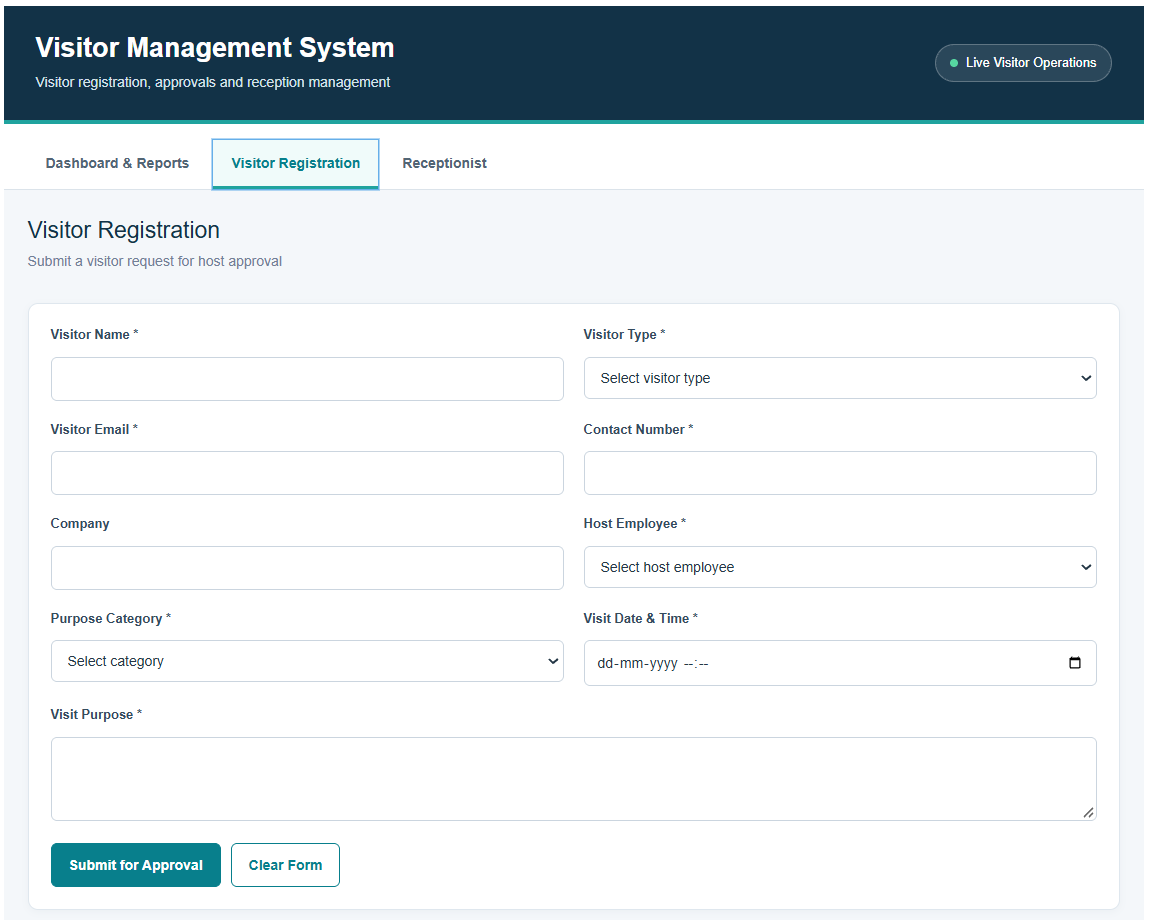 Visitor Management System
Visitor registration, approvals and reception management
Live Visitor Operations
Dashboard & Reports
Visitor Registration
Receptionist
Visitor Registration
Submit a visitor request for host approval
Visitor Name *
Visitor Type *
Select visitor type
Visitor Email *
Contact Number *
Company
Host Employee *
Select host employee
Purpose Category *
Visit Date & Time *
Select category
dd-mm-yyyy --:--
Visit Purpose *
Submit for Approval
Clear Form